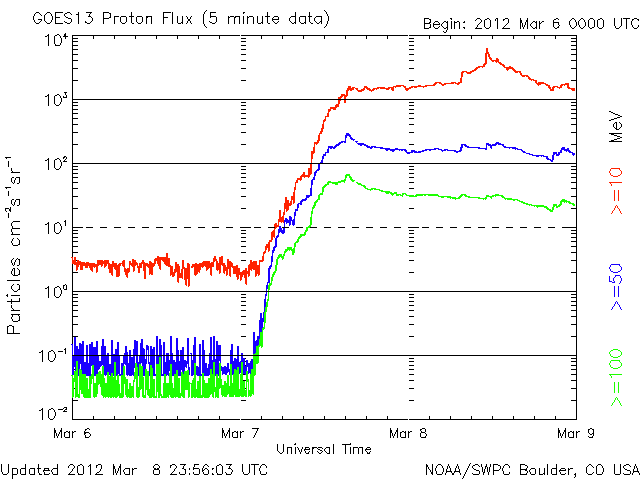 GOES13 Proton Flux (5 minute data)
Begin: 2012 Mar 6 0000 UTC
10⁴
10³
10²
10¹
10⁰
10⁻¹
10⁻²
Particles cm⁻²s⁻¹sr⁻¹
MeV
>=10
>=50
>=100
Mar 6
Mar 7
Mar 8
Mar 9
Universal Time
Updated 2012 Mar 8 23:56:03 UTC
NOAA/SWPC Boulder, CO USA